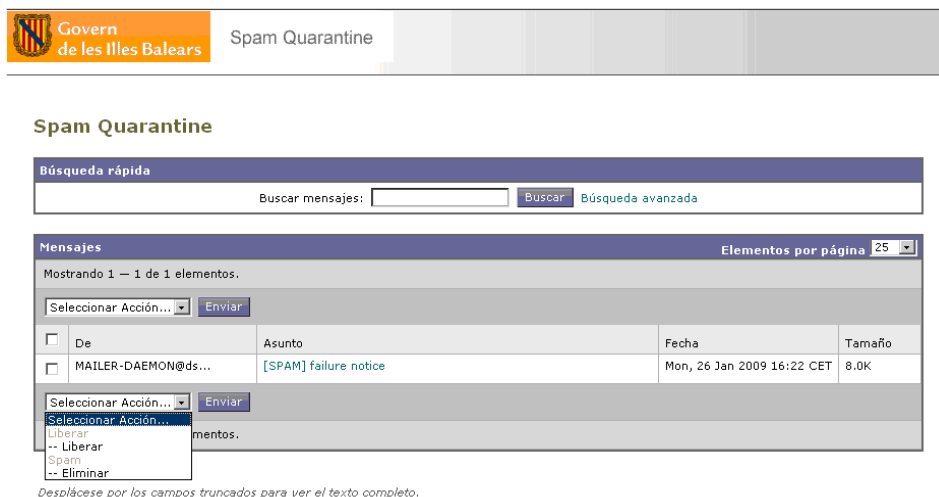 Govern
de les Illes Balears
Spam Quarantine
Spam Quarantine
Búsqueda rápida
Buscar mensajes: Buscar Búsqueda avanzada
Mensajes Elementos por página 25
Mostrando 1 — 1 de 1 elementos.
Seleccionar Acción... Enviar
De Asunto Fecha Tamaño
MAILER-DAEMON@ds... [SPAM] failure notice Mon, 26 Jan 2009 16:22 CET 8.0K
Seleccionar Acción... Enviar
Seleccionar Acción...
Liberar mentos.
-- Liberar
Spam
-- Eliminar
Desplácese por los campos truncados para ver el texto completo.